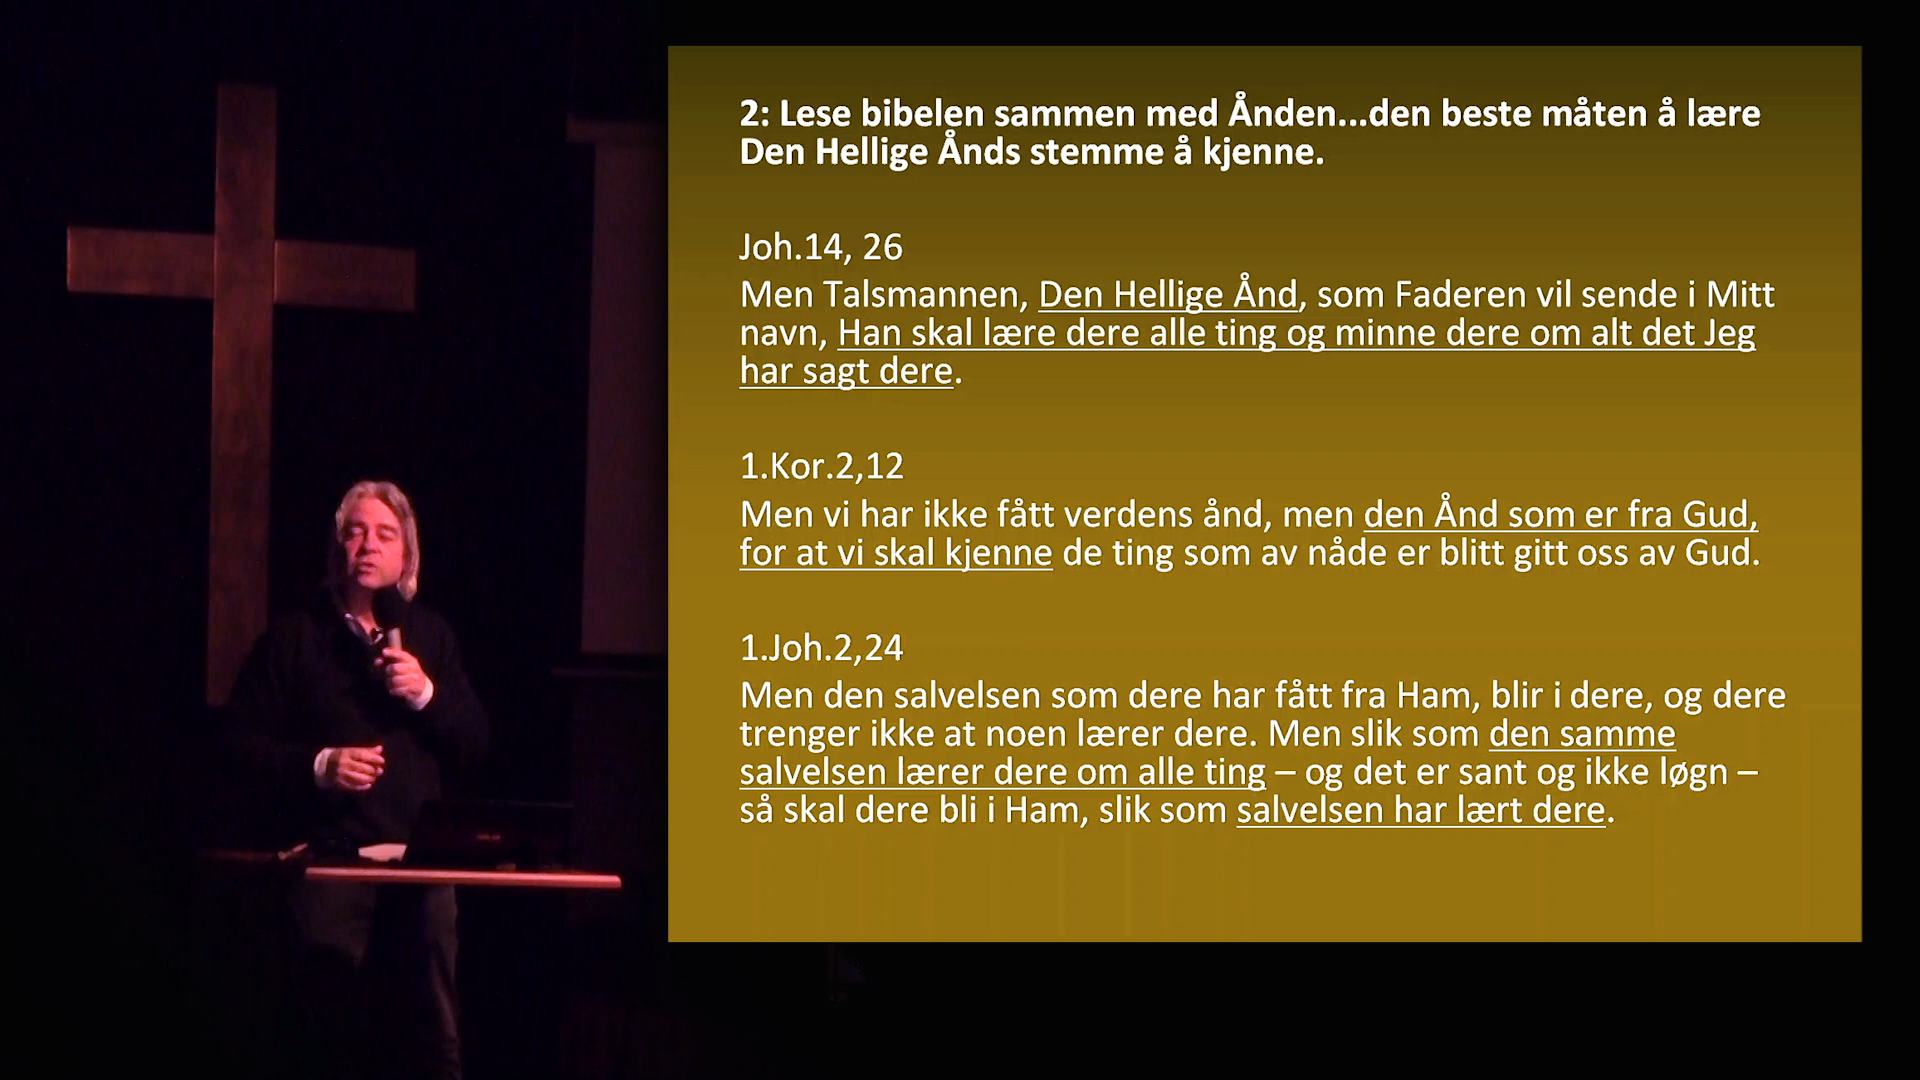 2: Lese bibelen sammen med Ånden...den beste måten å lære
Den Hellige Ånds stemme å kjenne.
Joh.14, 26
Men Talsmannen, Den Hellige Ånd, som Faderen vil sende i Mitt
navn, Han skal lære dere alle ting og minne dere om alt det Jeg
har sagt dere.
1.Kor.2,12
Men vi har ikke fått verdens ånd, men den Ånd som er fra Gud,
for at vi skal kjenne de ting som av nåde er blitt gitt oss av Gud.
1.Joh.2,24
Men den salvelsen som dere har fått fra Ham, blir i dere, og dere
trenger ikke at noen lærer dere. Men slik som den samme
salvelsen lærer dere om alle ting – og det er sant og ikke løgn –
så skal dere bli i Ham, slik som salvelsen har lært dere.